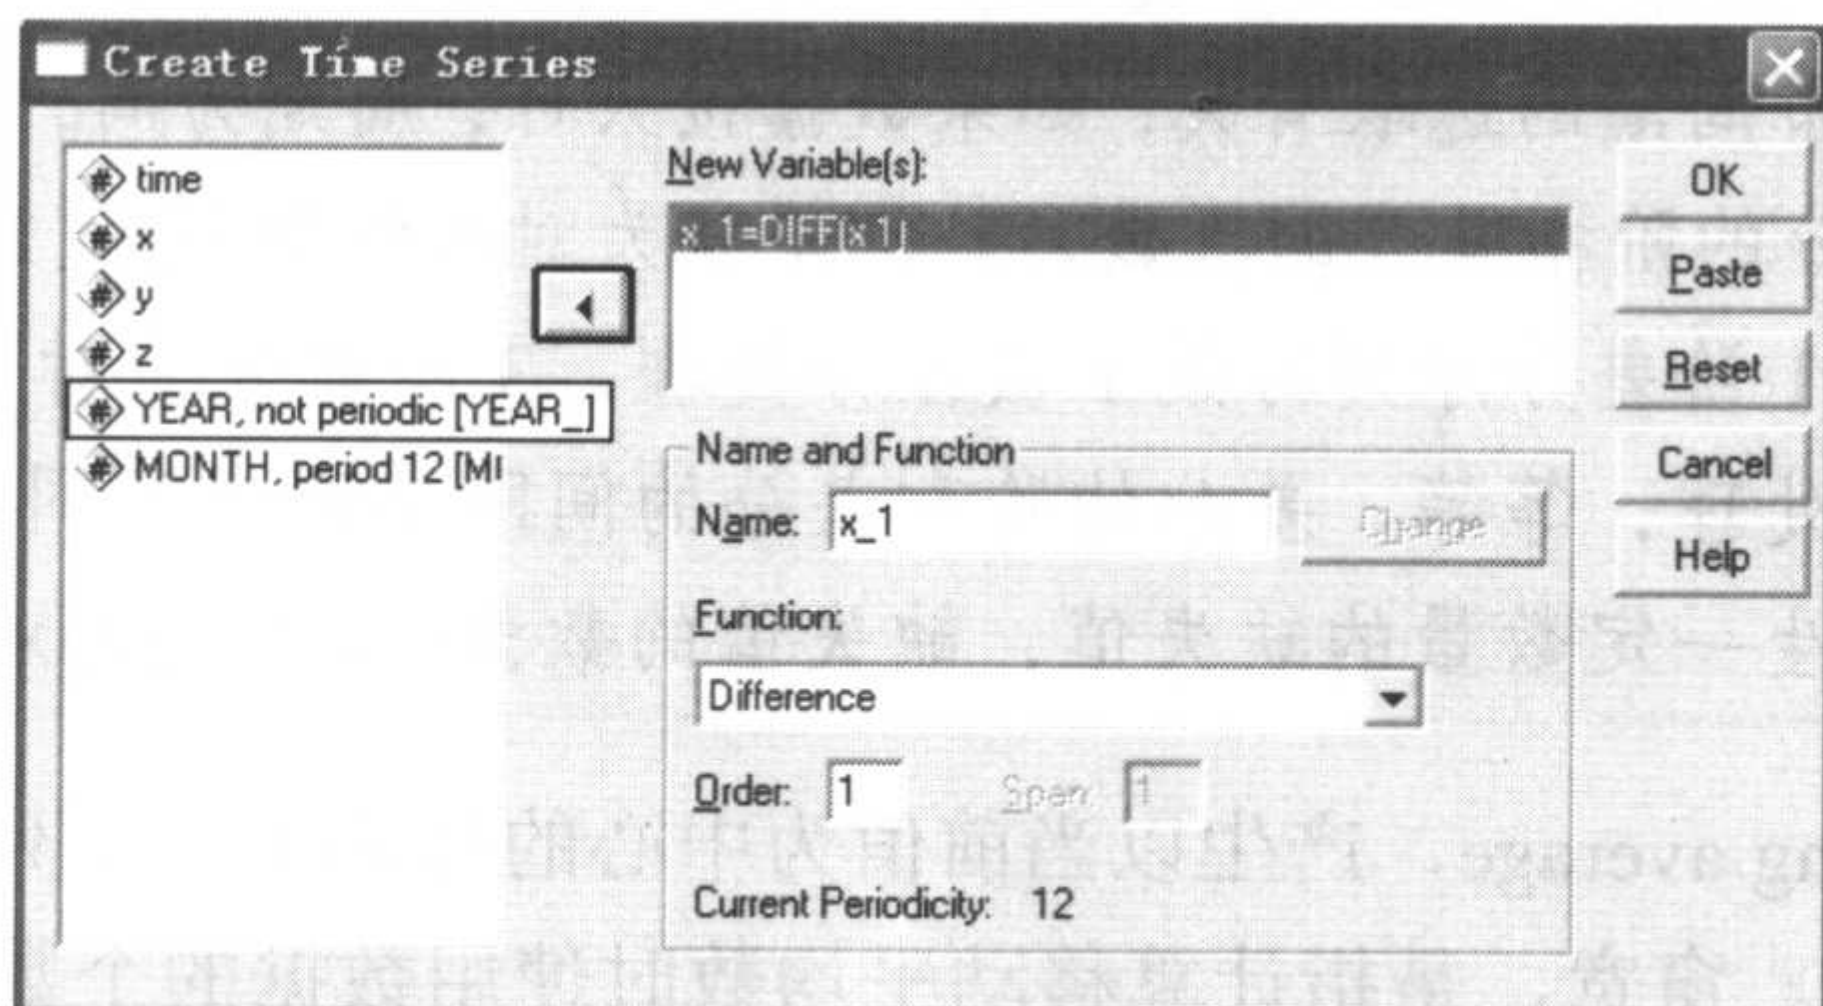 Create Time Series
time
x
y
z
YEAR, not periodic [YEAR_]
MONTH, period 12 [MI
New Variable(s):
x_1=DIFF(x 1)
Name and Function
Name: x_1
Change
Function:
Difference
Order: 1
Span: 1
Current Periodicity: 12
OK
Paste
Reset
Cancel
Help